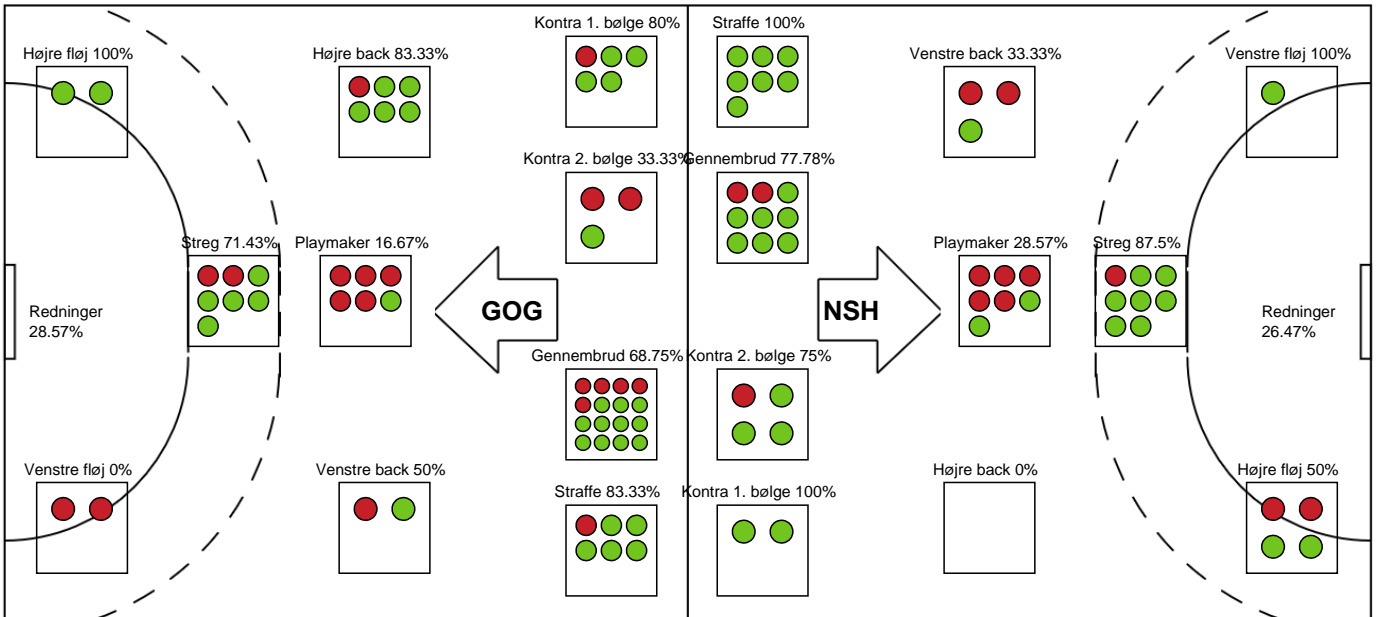 Kontra 1. bølge 80%
Straffe 100%
Højre fløj 100%
Højre back 83.33%
Venstre back 33.33%
Venstre fløj 100%
Kontra 2. bølge 33.33%
Gennembrud 77.78%
Streg 71.43%
Playmaker 16.67%
Playmaker 28.57%
Streg 87.5%
GOG
NSH
Redninger
28.57%
Redninger
26.47%
Gennembrud 68.75%
Kontra 2. bølge 75%
Venstre fløj 0%
Venstre back 50%
Højre back 0%
Højre fløj 50%
Straffe 83.33%
Kontra 1. bølge 100%